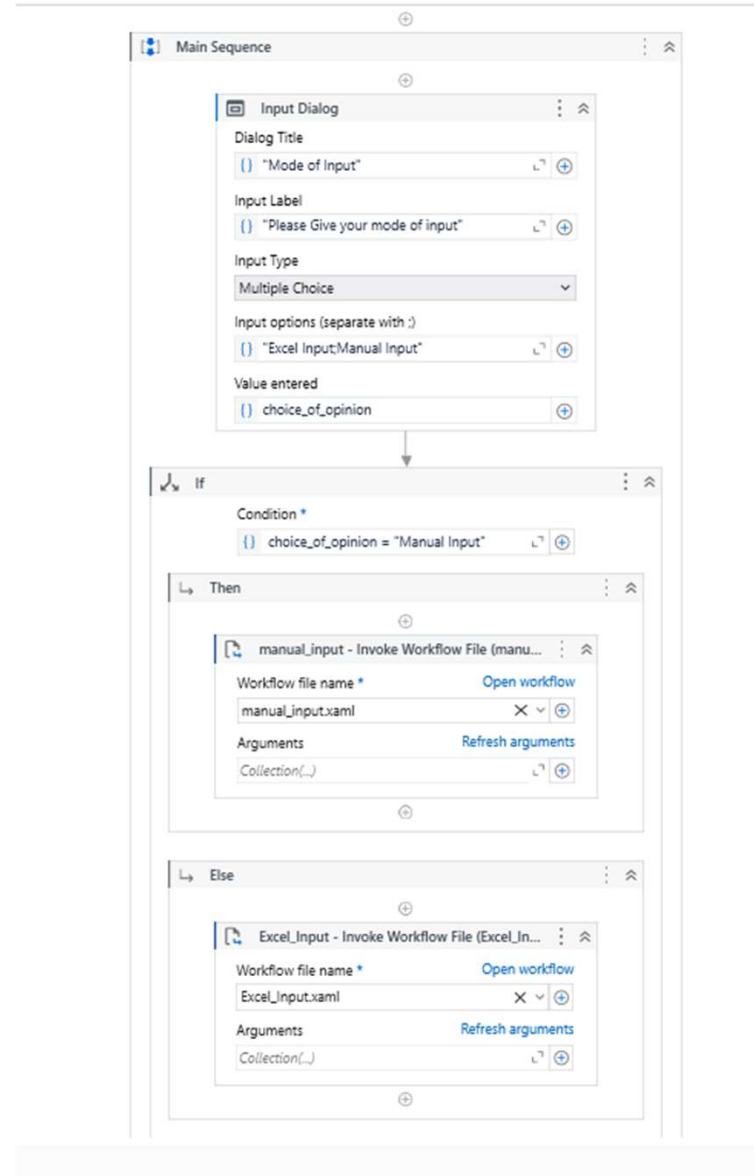 Main Sequence
Input Dialog
Dialog Title
{} "Mode of Input"
Input Label
{} "Please Give your mode of input"
Input Type
Multiple Choice
Input options (separate with ;)
{} "Excel Input;Manual Input"
Value entered
{} choice_of_opinion
If
Condition *
{} choice_of_opinion = "Manual Input"
Then
manual_input - Invoke Workflow File (manu...
Workflow file name * Open workflow
manual_input.xaml
Arguments Refresh arguments
Collection(...)
Else
Excel_Input - Invoke Workflow File (Excel_In...
Workflow file name * Open workflow
Excel_Input.xaml
Arguments Refresh arguments
Collection(...)